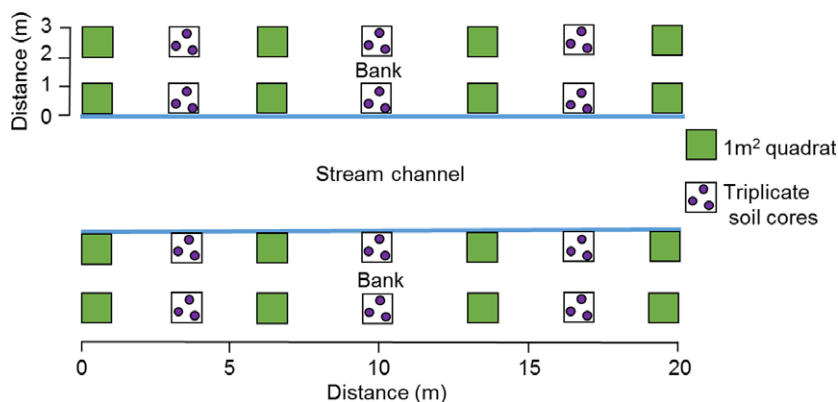 3
2
1
0
Distance (m)
Bank
Stream channel
1m² quadrat
Triplicate
soil cores
Bank
0 5 10 15 20
Distance (m)